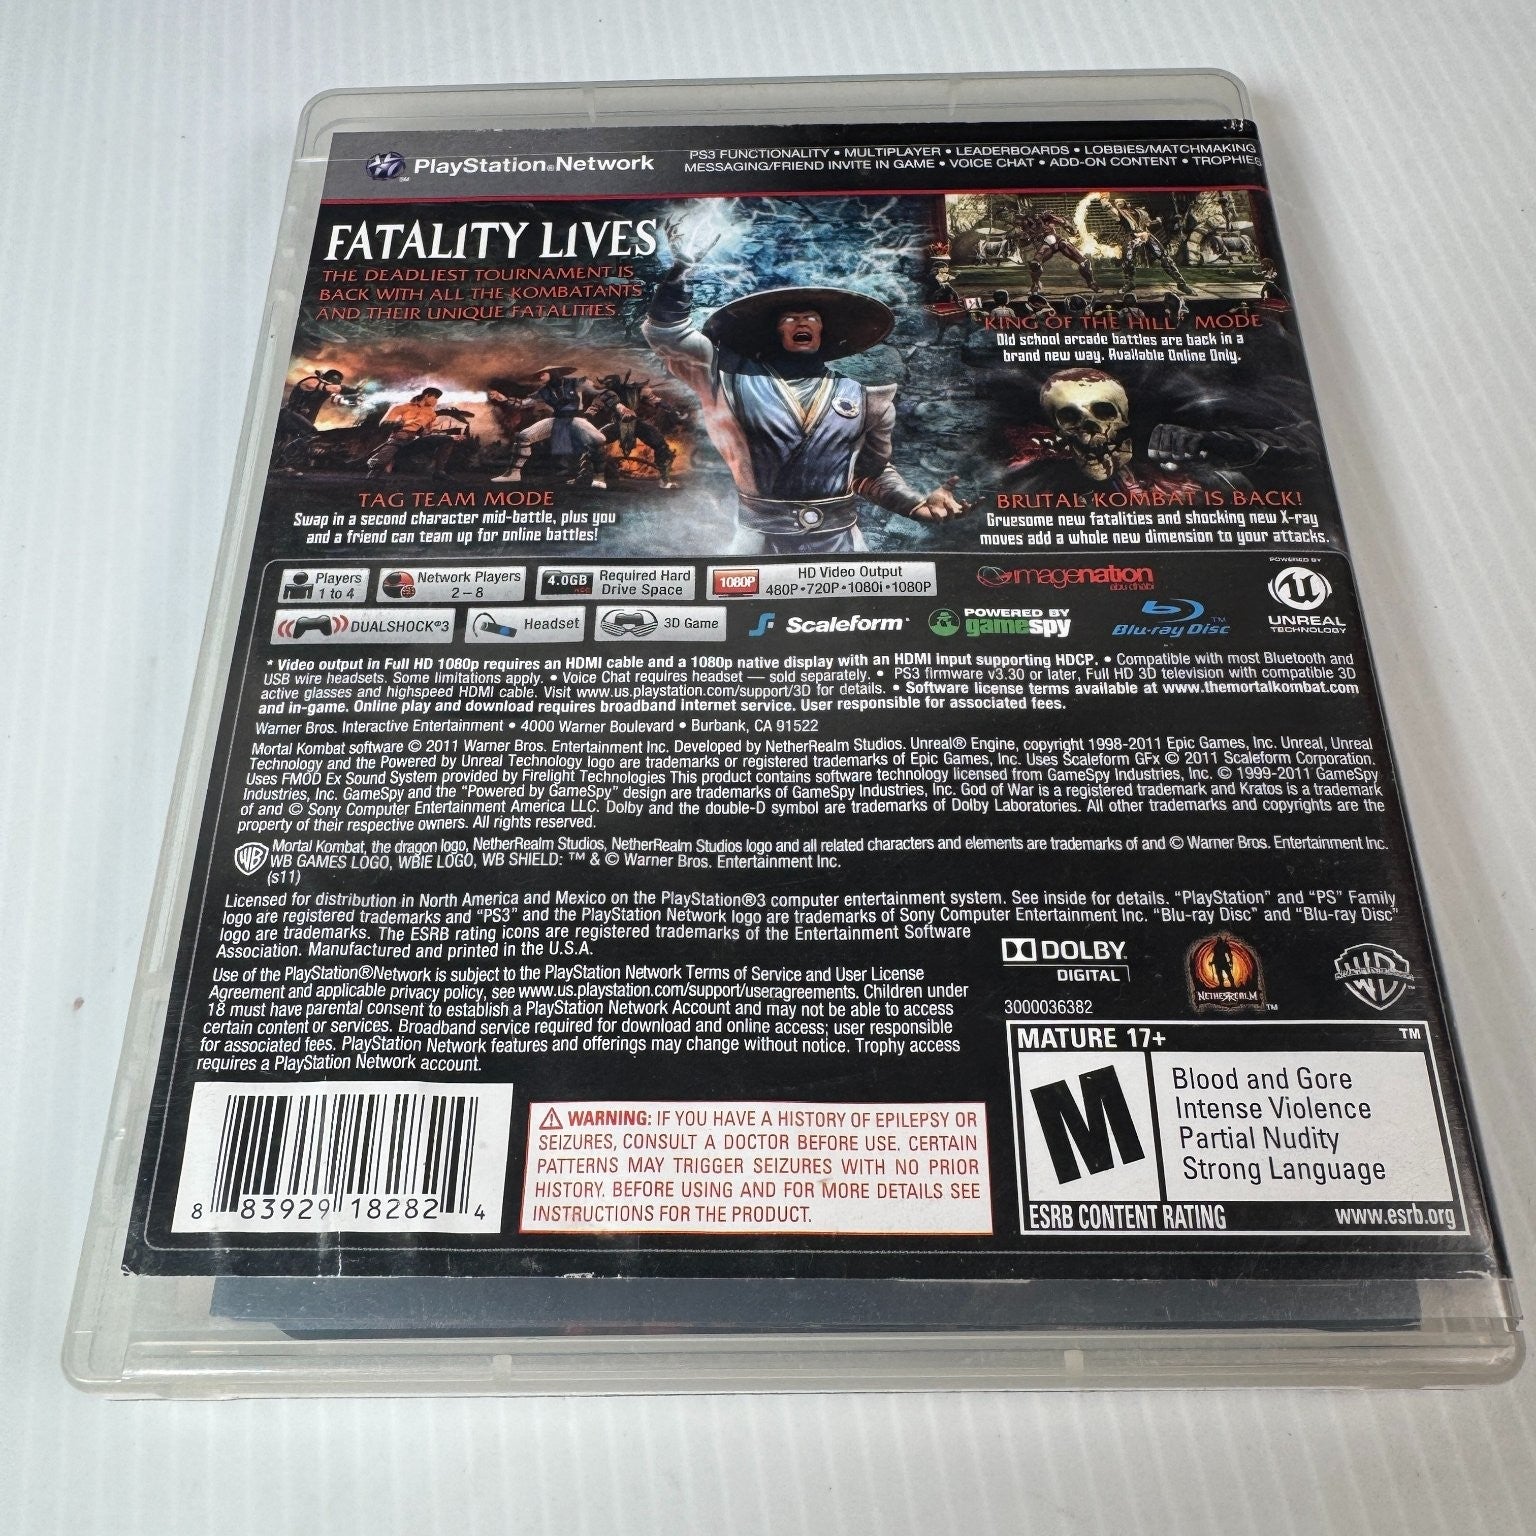 PlayStation®Network
PS3 FUNCTIONALITY • MULTIPLAYER • LEADERBOARDS • LOBBIES/MATCHMAKING
MESSAGING/FRIEND INVITE IN GAME • VOICE CHAT • ADD-ON CONTENT • TROPHIES
FATALITY LIVES
THE DEADLIEST TOURNAMENT IS
BACK WITH ALL THE KOMBATANTS
AND THEIR UNIQUE FATALITIES.
"KING OF THE HILL" MODE
Old school arcade battles are back in a
brand new way. Available Online Only.
TAG TEAM MODE
Swap in a second character mid-battle, plus you
and a friend can team up for online battles!
BRUTAL KOMBAT IS BACK!
Gruesome new fatalities and shocking new X-ray
moves add a whole new dimension to your attacks.
Players
1 to 4
Network Players
2 – 8
4.0GB
Required Hard
Drive Space
1080P
HD Video Output
480P • 720P • 1080i • 1080P
imagenation
abu dhabi
POWERED BY
UNREAL
TECHNOLOGY
DUALSHOCK®3
Headset
3D Game
Scaleform
POWERED BY
gamespy
Blu-ray Disc™
* Video output in Full HD 1080p requires an HDMI cable and a 1080p native display with an HDMI input supporting HDCP. • Compatible with most Bluetooth and
USB wire headsets. Some limitations apply. • Voice Chat requires headset — sold separately. • PS3 firmware v3.30 or later, Full HD 3D television with compatible 3D
active glasses and highspeed HDMI cable. Visit www.us.playstation.com/support/3D for details. • Software license terms available at www.themortalkombat.com
and in-game. Online play and download requires broadband internet service. User responsible for associated fees.
Warner Bros. Interactive Entertainment • 4000 Warner Boulevard • Burbank, CA 91522
Mortal Kombat software © 2011 Warner Bros. Entertainment Inc. Developed by NetherRealm Studios. Unreal® Engine, copyright 1998-2011 Epic Games, Inc. Unreal, Unreal
Technology and the Powered by Unreal Technology logo are trademarks or registered trademarks of Epic Games, Inc. Uses Scaleform GFx © 2011 Scaleform Corporation.
Uses FMOD Ex Sound System provided by Firelight Technologies This product contains software technology licensed from GameSpy Industries, Inc. © 1999-2011 GameSpy
Industries, Inc. GameSpy and the "Powered by GameSpy" design are trademarks of GameSpy Industries, Inc. God of War is a registered trademark and Kratos is a trademark
of and © Sony Computer Entertainment America LLC. Dolby and the double-D symbol are trademarks of Dolby Laboratories. All other trademarks and copyrights are the
property of their respective owners. All rights reserved.
WB
Mortal Kombat, the dragon logo, NetherRealm Studios, NetherRealm Studios logo and all related characters and elements are trademarks of and © Warner Bros. Entertainment Inc.
WB GAMES LOGO, WBIE LOGO, WB SHIELD: ™ & © Warner Bros. Entertainment Inc.
(s11)
Licensed for distribution in North America and Mexico on the PlayStation®3 computer entertainment system. See inside for details. "PlayStation" and "PS" Family
logo are registered trademarks and "PS3" and the PlayStation Network logo are trademarks of Sony Computer Entertainment Inc. "Blu-ray Disc" and "Blu-ray Disc"
logo are trademarks. The ESRB rating icons are registered trademarks of the Entertainment Software
Association. Manufactured and printed in the U.S.A.
Use of the PlayStation®Network is subject to the PlayStation Network Terms of Service and User License
Agreement and applicable privacy policy, see www.us.playstation.com/support/useragreements. Children under
18 must have parental consent to establish a PlayStation Network Account and may not be able to access
certain content or services. Broadband service required for download and online access; user responsible
for associated fees. PlayStation Network features and offerings may change without notice. Trophy access
requires a PlayStation Network account.
DOLBY
DIGITAL
NETHERREALM™
3000036382
MATURE 17+ ™
M
Blood and Gore
Intense Violence
Partial Nudity
Strong Language
ESRB CONTENT RATING
www.esrb.org
8 83929 18282 4
WARNING: IF YOU HAVE A HISTORY OF EPILEPSY OR
SEIZURES, CONSULT A DOCTOR BEFORE USE. CERTAIN
PATTERNS MAY TRIGGER SEIZURES WITH NO PRIOR
HISTORY. BEFORE USING AND FOR MORE DETAILS SEE
INSTRUCTIONS FOR THE PRODUCT.